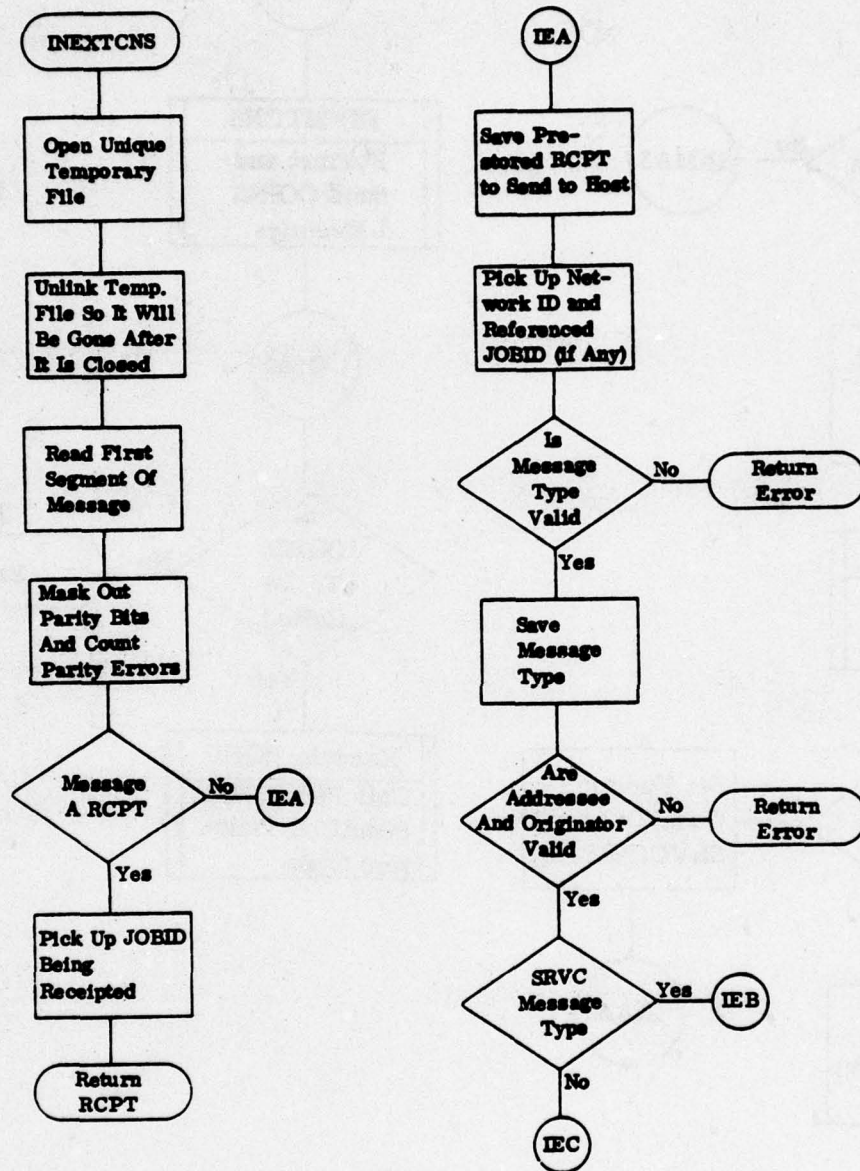 INEXTCNS
Open Unique
Temporary
File
Unlink Temp.
File So It Will
Be Gone After
It Is Closed
Read First
Segment Of
Message
Mask Out
Parity Bits
And Count
Parity Errors
Message
A RCPT
No
IEA
Yes
Pick Up JOBID
Being
Receipted
Return
RCPT
IEA
Save Pre-
stored RCPT
to Send to Host
Pick Up Net-
work ID and
Referenced
JOBID (if Any)
Is
Message
Type
Valid
No
Return
Error
Yes
Save
Message
Type
Are
Addressee
And Originator
Valid
No
Return
Error
Yes
SRVC
Message
Type
Yes
IEB
No
IEC